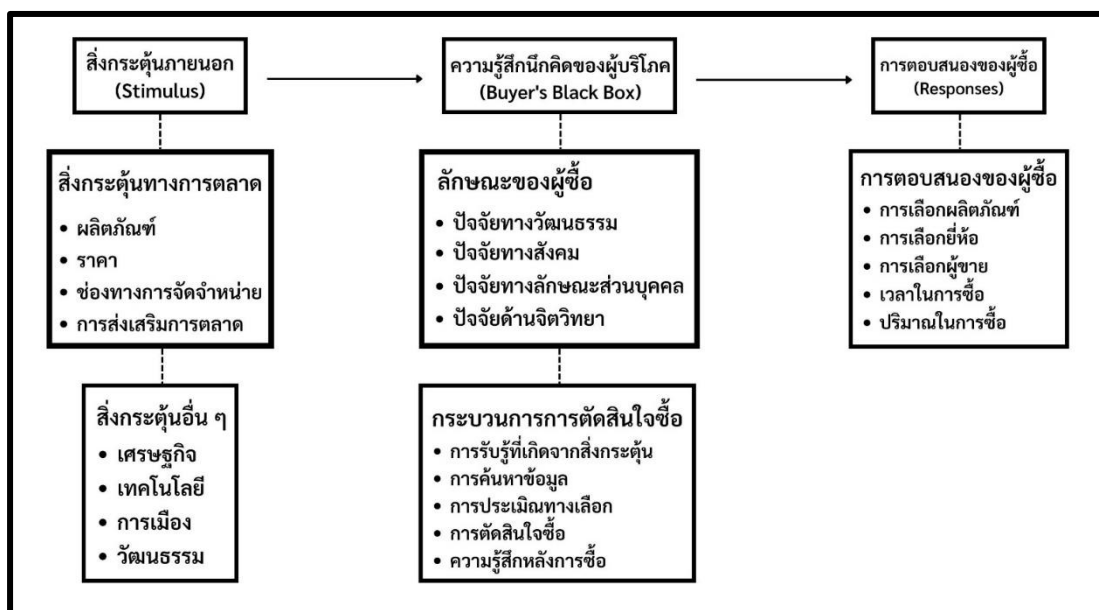 สิ่งกระตุ้นภายนอก
(Stimulus)
ความรู้สึกนึกคิดของผู้บริโภค
(Buyer's Black Box)
การตอบสนองของผู้ซื้อ
(Responses)
สิ่งกระตุ้นทางการตลาด
• ผลิตภัณฑ์
• ราคา
• ช่องทางการจัดจำหน่าย
• การส่งเสริมการตลาด
ลักษณะของผู้ซื้อ
• ปัจจัยทางวัฒนธรรม
• ปัจจัยทางสังคม
• ปัจจัยทางลักษณะส่วนบุคคล
• ปัจจัยด้านจิตวิทยา
การตอบสนองของผู้ซื้อ
• การเลือกผลิตภัณฑ์
• การเลือกยี่ห้อ
• การเลือกผู้ขาย
• เวลาในการซื้อ
• ปริมาณในการซื้อ
สิ่งกระตุ้นอื่น ๆ
• เศรษฐกิจ
• เทคโนโลยี
• การเมือง
• วัฒนธรรม
กระบวนการการตัดสินใจซื้อ
• การรับรู้ที่เกิดจากสิ่งกระตุ้น
• การค้นหาข้อมูล
• การประเมิณทางเลือก
• การตัดสินใจซื้อ
• ความรู้สึกหลังการซื้อ